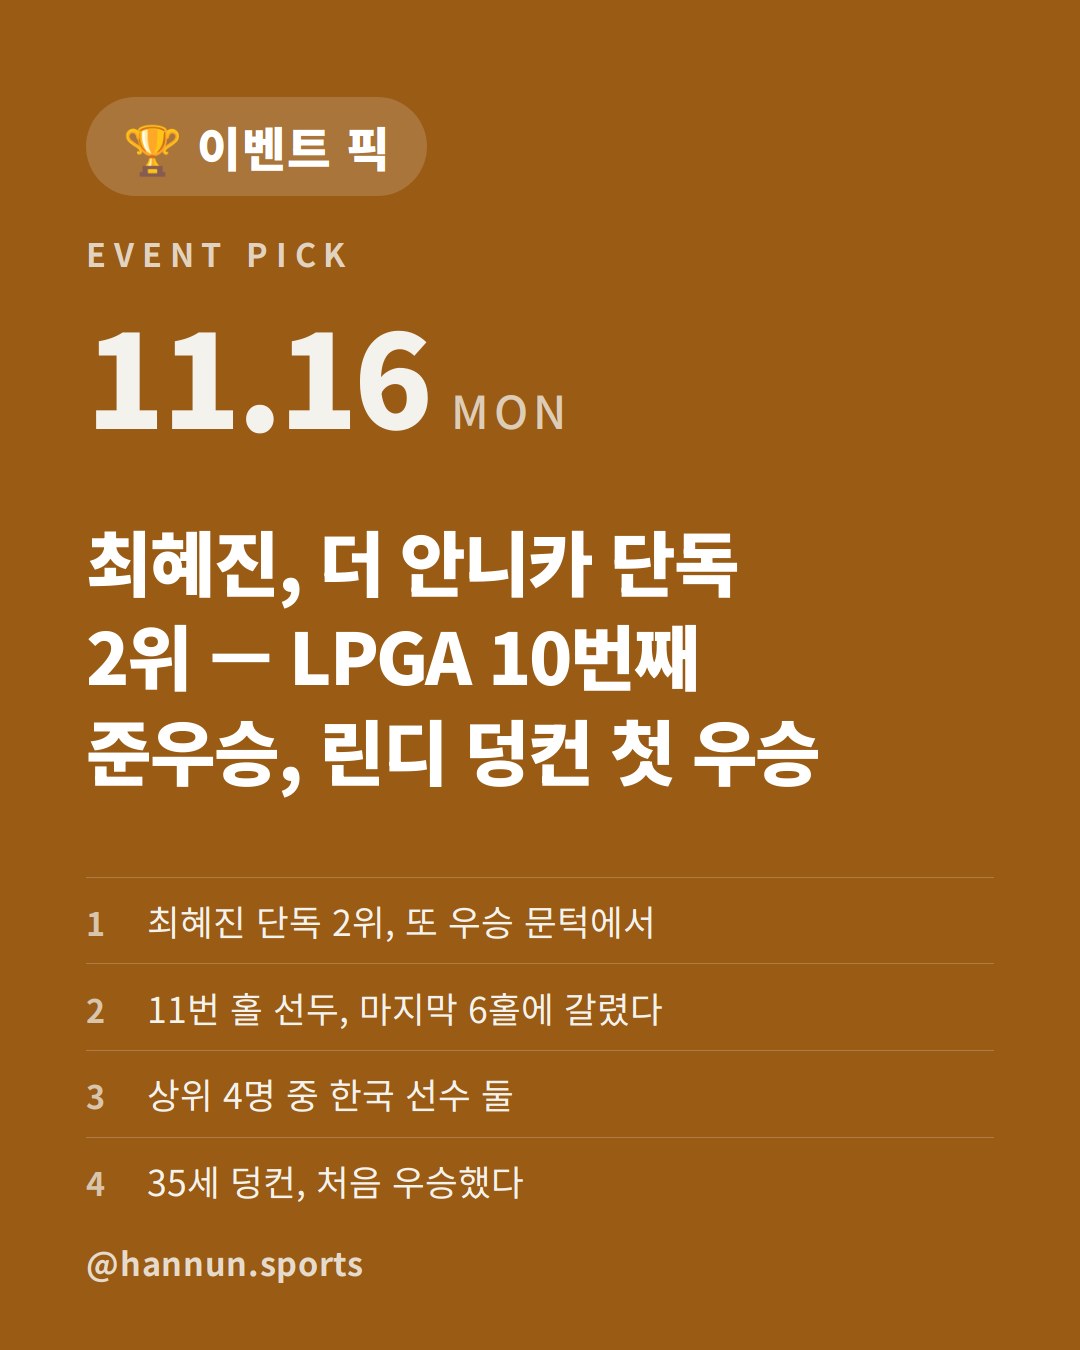 🏆 이벤트 픽
EVENT PICK
11.16 MON
최혜진, 더 안니카 단독
2위 — LPGA 10번째
준우승, 린디 덩컨 첫 우승
1 최혜진 단독 2위, 또 우승 문턱에서
2 11번 홀 선두, 마지막 6홀에 갈렸다
3 상위 4명 중 한국 선수 둘
4 35세 덩컨, 처음 우승했다
@hannun.sports